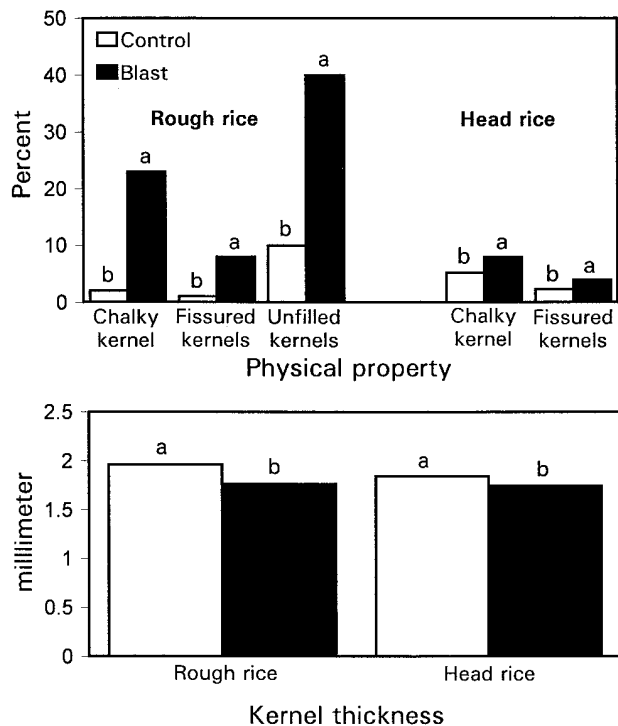 50
40
30
20
10
0
Percent
Control
Blast
Rough rice
Head rice
b a b a b a b a b a
Chalky kernel
Fissured kernels
Unfilled kernels
Chalky kernel
Fissured kernels
Physical property
2.5
2
1.5
1
0.5
0
milllimeter
a b a b
Rough rice
Head rice
Kernel thickness